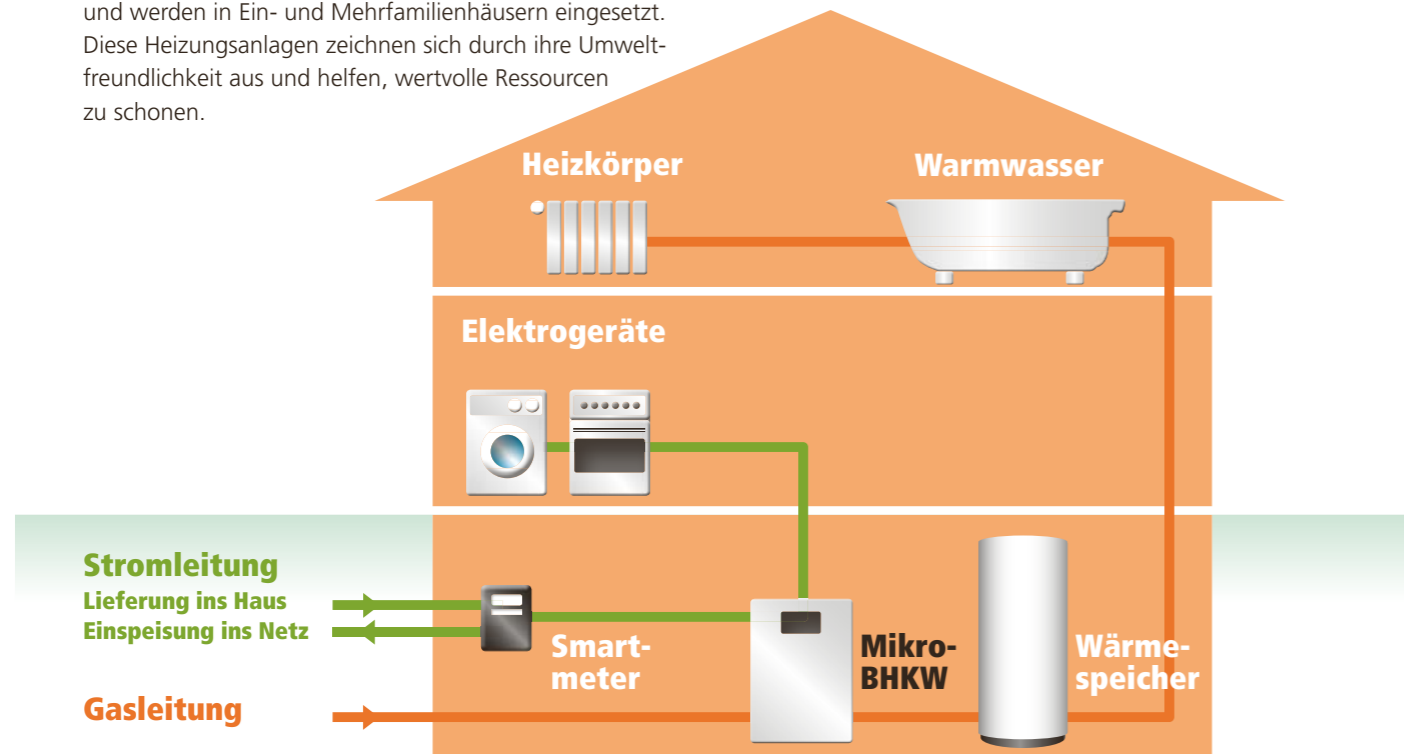 und werden in Ein- und Mehrfamilienhäusern eingesetzt.
Diese Heizungsanlagen zeichnen sich durch ihre Umwelt-
freundlichkeit aus und helfen, wertvolle Ressourcen
zu schonen.
Heizkörper
Warmwasser
Elektrogeräte
Stromleitung
Lieferung ins Haus
Einspeisung ins Netz
Smart-
meter
Mikro-
BHKW
Wärme-
speicher
Gasleitung